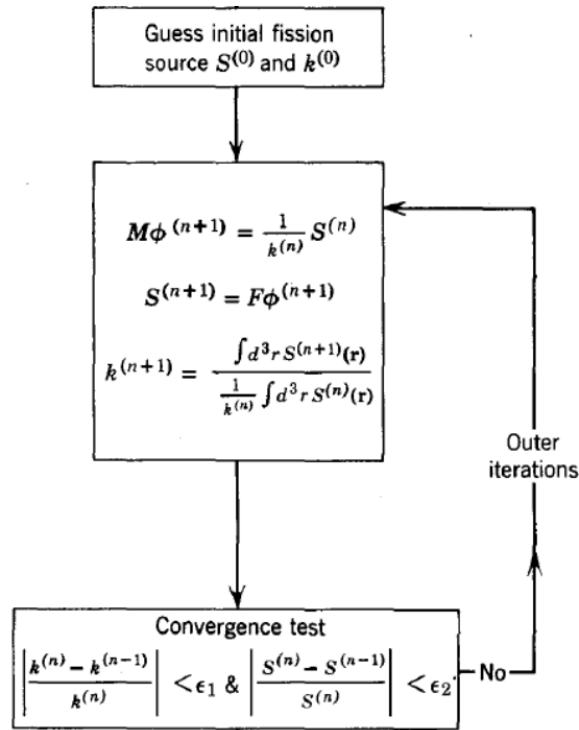 Guess initial fission
source S⁽⁰⁾ and k⁽⁰⁾
Mϕ⁽ⁿ⁺¹⁾ = 1/k⁽ⁿ⁾ S⁽ⁿ⁾
S⁽ⁿ⁺¹⁾ = Fϕ⁽ⁿ⁺¹⁾
k⁽ⁿ⁺¹⁾ = ∫d³r S⁽ⁿ⁺¹⁾(r) / (1/k⁽ⁿ⁾ ∫d³r S⁽ⁿ⁾(r))
Outer
iterations
Convergence test
|(k⁽ⁿ⁾ − k⁽ⁿ⁻¹⁾)/k⁽ⁿ⁾| < ϵ₁ & |(S⁽ⁿ⁾ − S⁽ⁿ⁻¹⁾)/S⁽ⁿ⁾| < ϵ₂ No